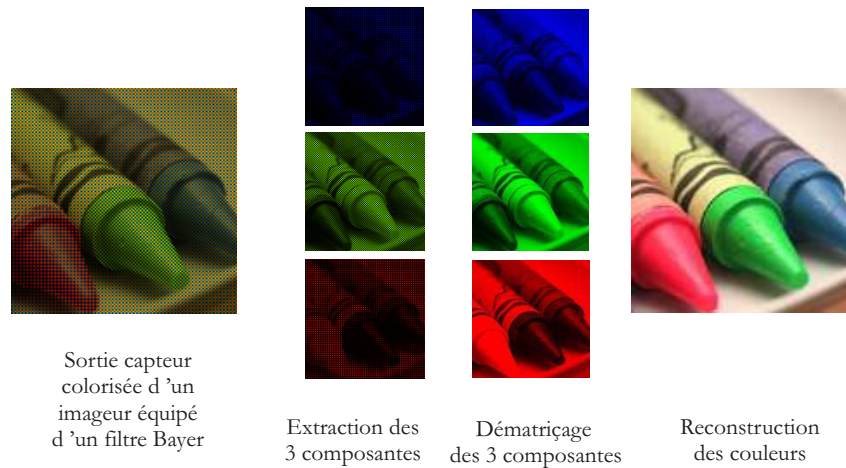 Sortie capteur
colorisée d ’un
imageur équipé
d ’un filtre Bayer
Extraction des
3 composantes
Dématriçage
des 3 composantes
Reconstruction
des couleurs